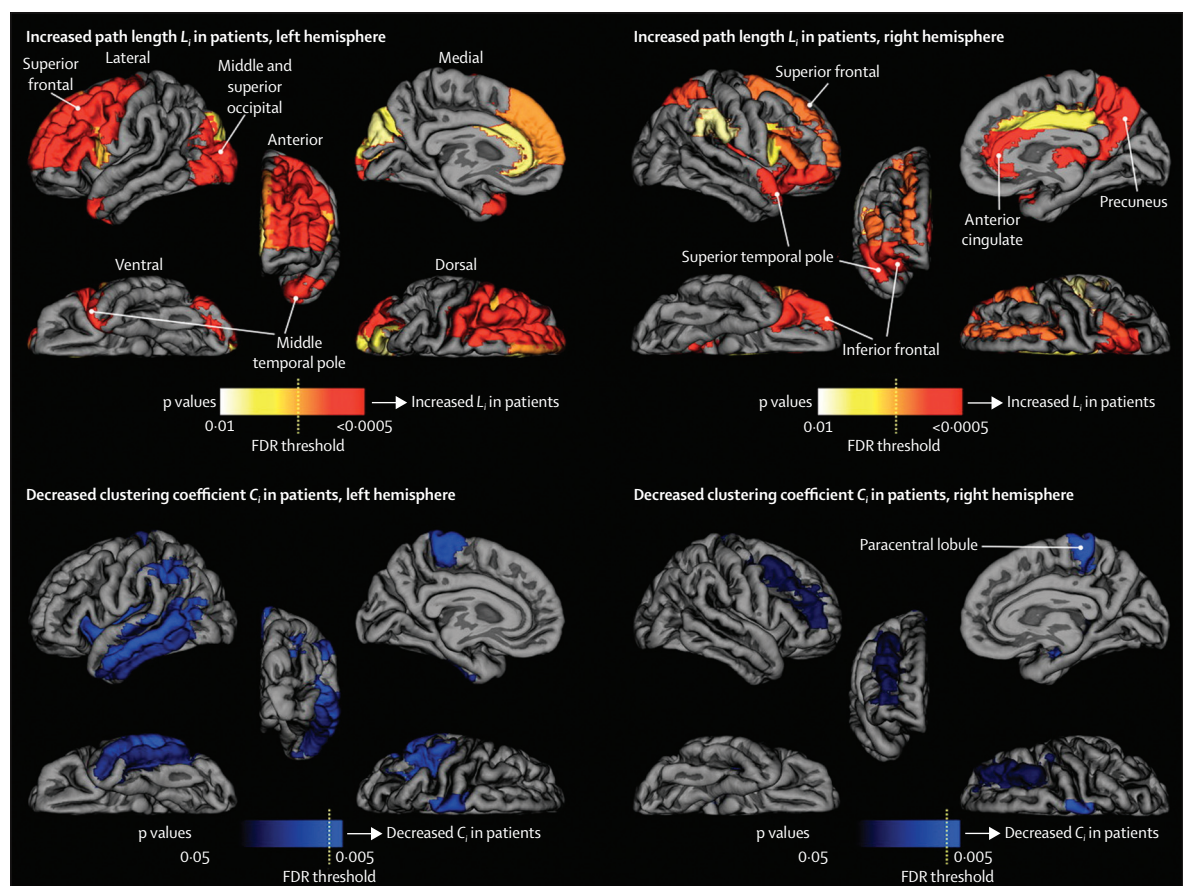 Increased path length Li in patients, left hemisphere
Superior
frontal
Lateral
Middle and
superior
occipital
Medial
Anterior
Ventral
Dorsal
Middle
temporal pole
p values
0·01
<0·0005
FDR threshold
Increased Li in patients
Increased path length Li in patients, right hemisphere
Superior frontal
Superior temporal pole
Anterior
cingulate
Precuneus
Inferior frontal
p values
0·01
<0·0005
FDR threshold
Increased Li in patients
Decreased clustering coefficient Ci in patients, left hemisphere
p values
0·05
0·005
FDR threshold
Decreased Ci in patients
Decreased clustering coefficient Ci in patients, right hemisphere
Paracentral lobule
p values
0·05
0·005
FDR threshold
Decreased Ci in patients